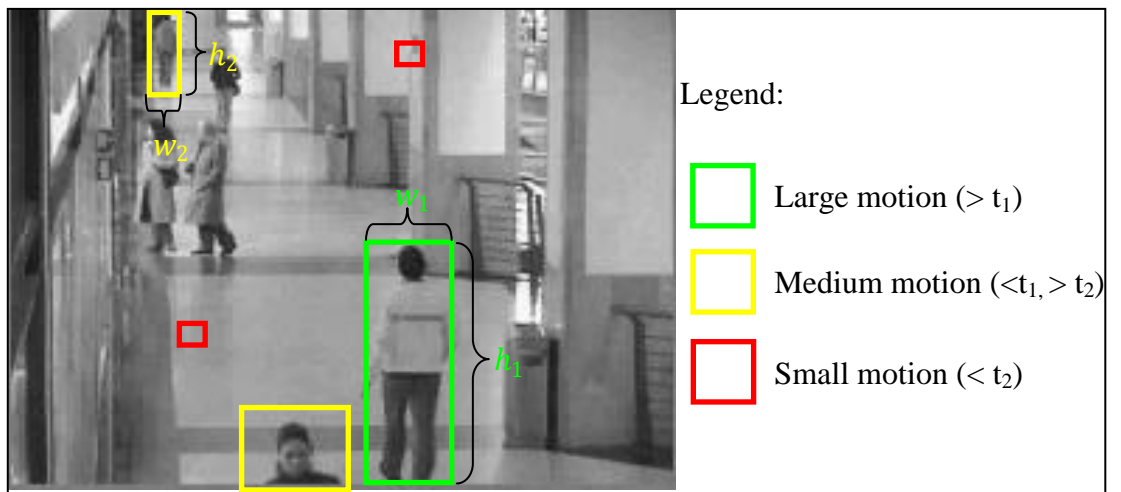 h₂
w₂
w₁
h₁
Legend:
Large motion (> t₁)
Medium motion (<t₁, > t₂)
Small motion (< t₂)